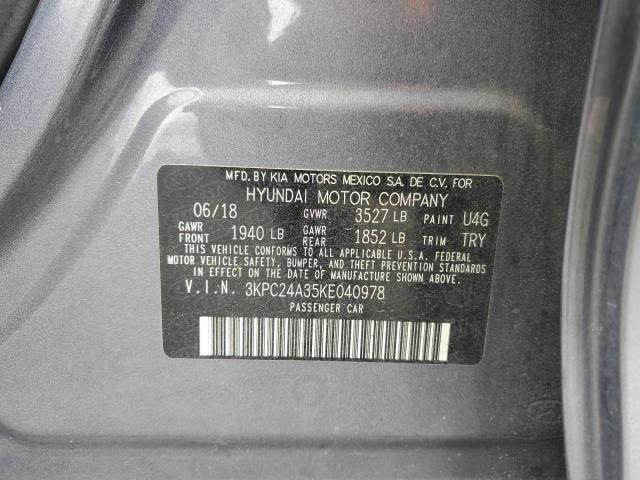 MFD. BY KIA MOTORS MEXICO S.A. DE C.V. FOR
HYUNDAI MOTOR COMPANY
06/18 GVWR 3527 LB PAINT U4G
GAWR FRONT 1940 LB GAWR REAR 1852 LB TRIM TRY
THIS VEHICLE CONFORMS TO ALL APPLICABLE U.S.A. FEDERAL
MOTOR VEHICLE SAFETY, BUMPER, AND THEFT PREVENTION STANDARDS
IN EFFECT ON THE DATE OF MANUFACTURE SHOWN ABOVE.
V.I.N. 3KPC24A35KE040978
PASSENGER CAR